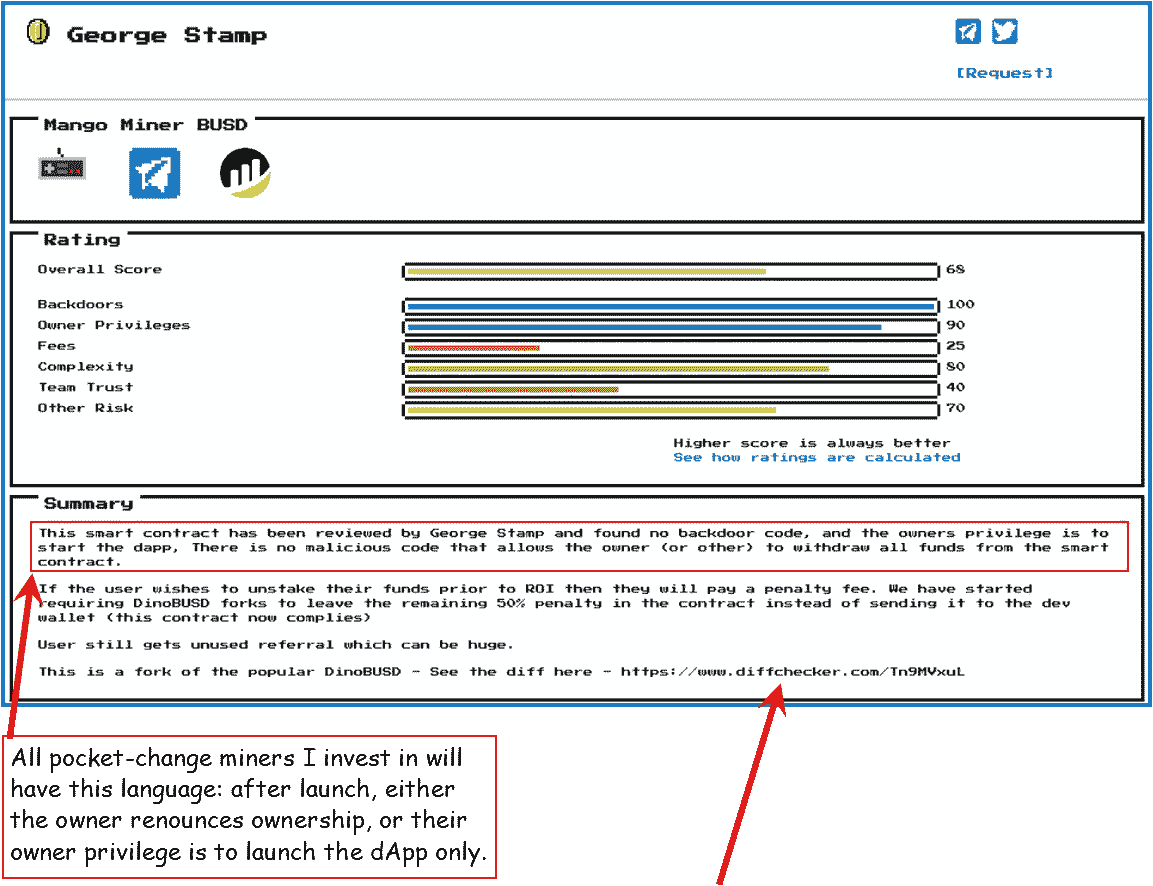 George Stamp
[Request]
Mango Miner BUSD
Rating
Overall Score 68
Backdoors 100
Owner Privileges 90
Fees 25
Complexity 80
Team Trust 40
Other Risk 70
Higher score is always better
See how ratings are calculated
Summary
This smart contract has been reviewed by George Stamp and found no backdoor code, and the owners privilege is to
start the dapp, There is no malicious code that allows the owner (or other) to withdraw all funds from the smart
contract.
If the user wishes to unstake their funds prior to ROI then they will pay a penalty fee. We have started
requiring DinoBUSD forks to leave the remaining 50% penalty in the contract instead of sending it to the dev
wallet (this contract now complies)
User still gets unused referral which can be huge.
This is a fork of the popular DinoBUSD - See the diff here - https://www.diffchecker.com/Tn9MVxuL
All pocket-change miners I invest in will
have this language: after launch, either
the owner renounces ownership, or their
owner privilege is to launch the dApp only.